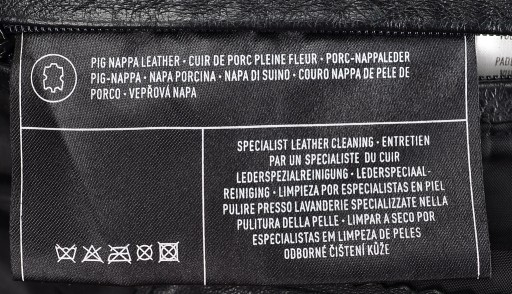 PIG NAPPA LEATHER · CUIR DE PORC PLEINE FLEUR · PORC-NAPPALEDER
PIG-NAPPA · NAPA PORCINA · NAPA DI SUINO · COURO NAPPA DE PELE DE
PORCO · VEPŘOVÁ NAPA
SPECIALIST LEATHER CLEANING · ENTRETIEN
PAR UN SPECIALISTE DU CUIR
LEDERSPEZIALREINIGUNG · LEDERSPECIAAL-
REINIGING · LIMPIEZA POR ESPECIALISTAS EN PIEL
PULIRE PRESSO LAVANDERIE SPECIALIZZATE NELLA
PULITURA DELLA PELLE · LIMPAR A SECO POR
ESPECIALISTAS EM LIMPEZA DE PELES
ODBORNÉ ČIŠTENÍ KŮŽE